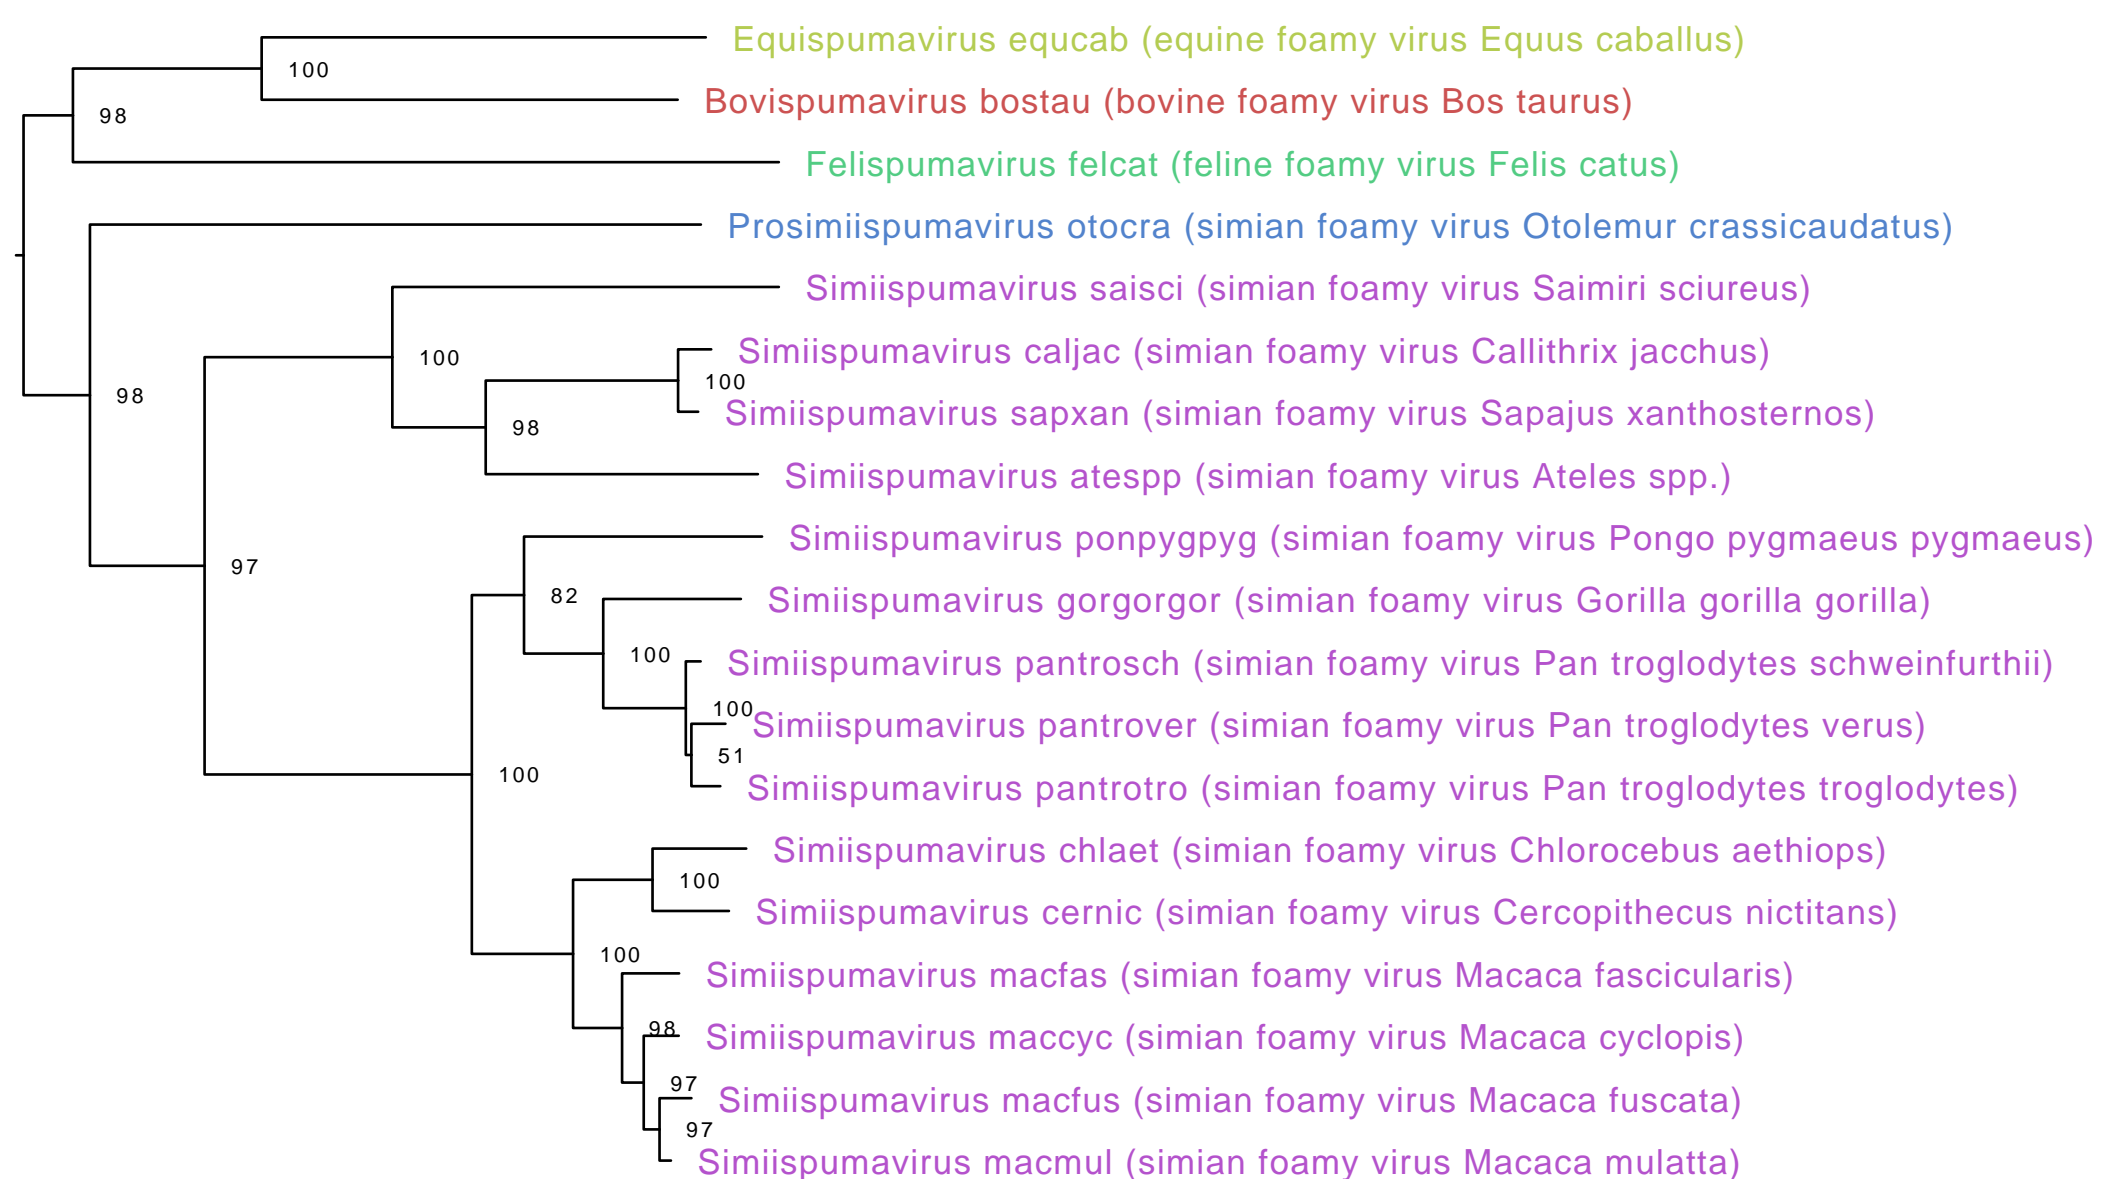 Equispumavirus equcab (equine foamy virus Equus caballus)
100
Bovispumavirus bostau (bovine foamy virus Bos taurus)
98
Felispumavirus felcat (feline foamy virus Felis catus)
Prosimiispumavirus otocra (simian foamy virus Otolemur crassicaudatus)
Simiispumavirus saisci (simian foamy virus Saimiri sciureus)
100
Simiispumavirus caljac (simian foamy virus Callithrix jacchus)
100
98
Simiispumavirus sapxan (simian foamy virus Sapajus xanthosternos)
98
Simiispumavirus atespp (simian foamy virus Ateles spp.)
Simiispumavirus ponpygpyg (simian foamy virus Pongo pygmaeus pygmaeus)
97
82
Simiispumavirus gorgorgor (simian foamy virus Gorilla gorilla gorilla)
100
Simiispumavirus pantrosch (simian foamy virus Pan troglodytes schweinfurthii)
100
Simiispumavirus pantrover (simian foamy virus Pan troglodytes verus)
51
100
Simiispumavirus pantrotro (simian foamy virus Pan troglodytes troglodytes)
Simiispumavirus chlaet (simian foamy virus Chlorocebus aethiops)
100
Simiispumavirus cernic (simian foamy virus Cercopithecus nictitans)
100
Simiispumavirus macfas (simian foamy virus Macaca fascicularis)
98
Simiispumavirus maccyc (simian foamy virus Macaca cyclopis)
97
Simiispumavirus macfus (simian foamy virus Macaca fuscata)
97
Simiispumavirus macmul (simian foamy virus Macaca mulatta)